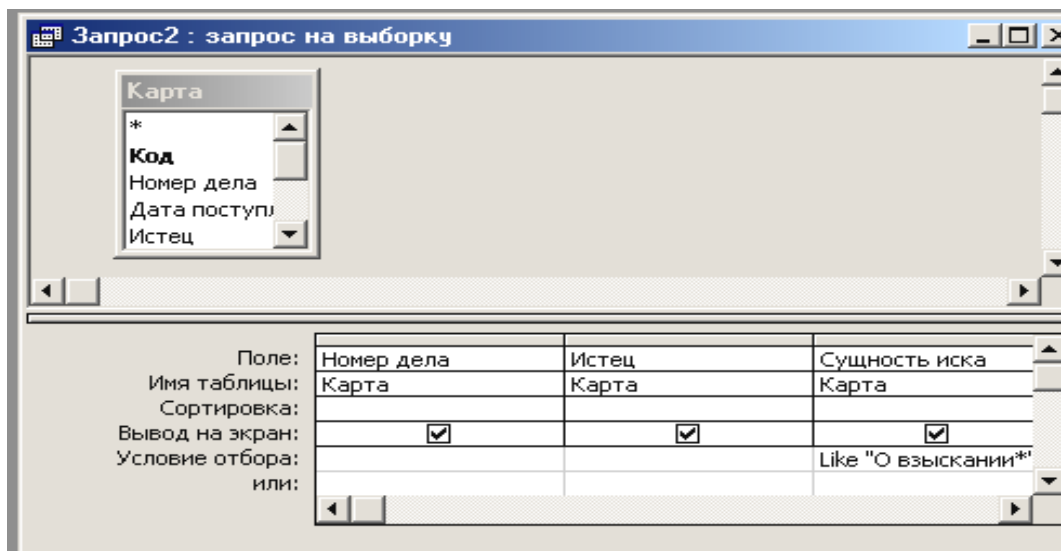 Запрос2 : запрос на выборку
Карта
*
Код
Номер дела
Дата поступл
Истец
Поле: Номер дела Истец Сущность иска
Имя таблицы: Карта Карта Карта
Сортировка:
Вывод на экран:
Условие отбора: Like "О взыскании*"
или: